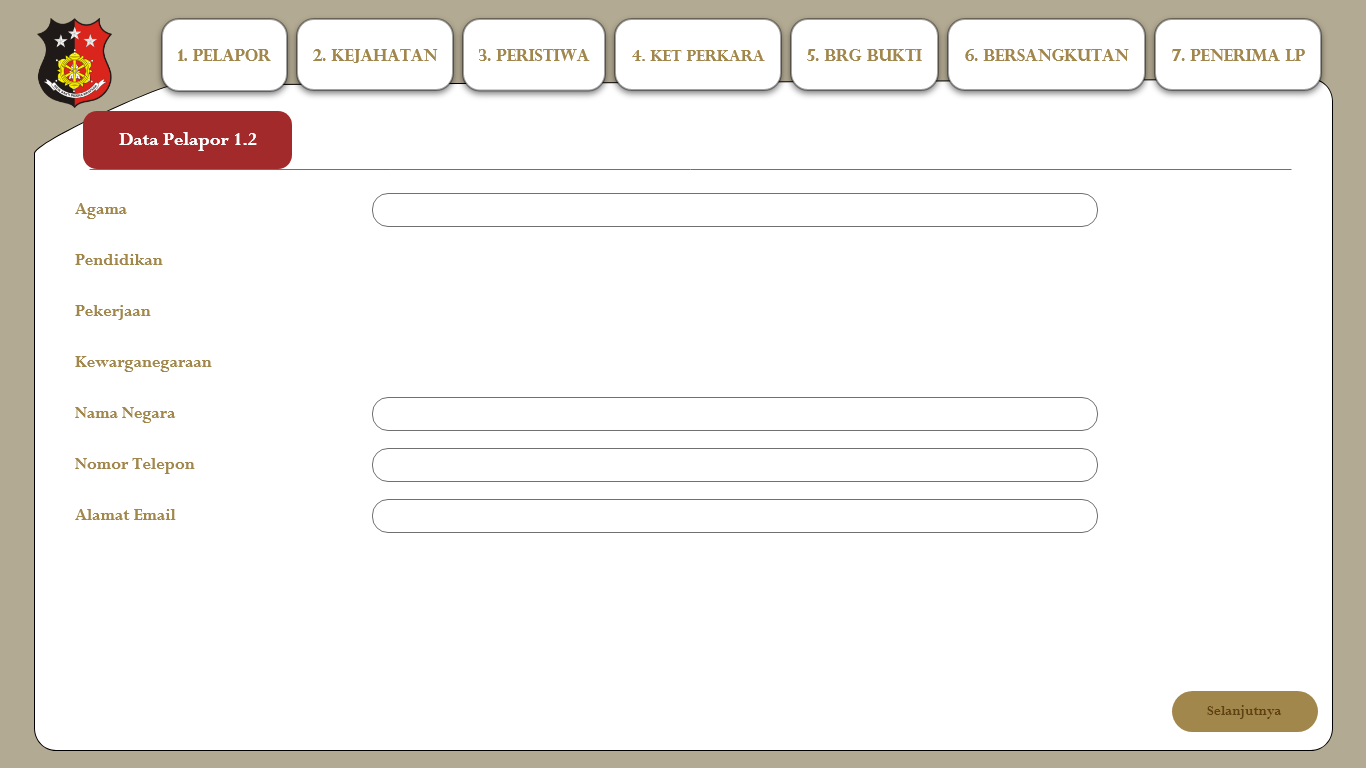 1. PELAPOR
2. KEJAHATAN
3. PERISTIWA
4. KET PERKARA
5. BRG BUKTI
6. BERSANGKUTAN
7. PENERIMA LP
Data Pelapor 1.2
Agama
Pendidikan
Pekerjaan
Kewarganegaraan
Nama Negara
Nomor Telepon
Alamat Email
Selanjutnya